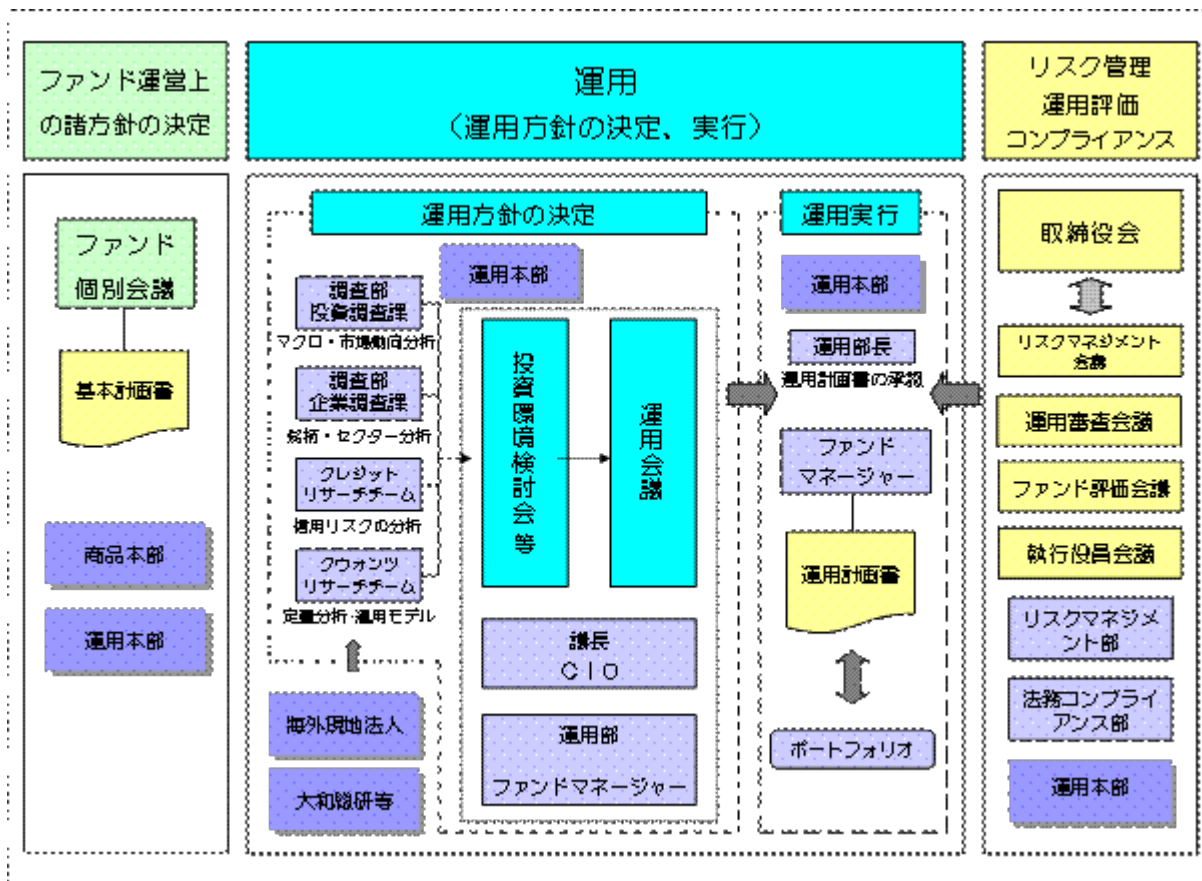 ファンド運営上
の諸方針の決定
運用
（運用方針の決定、実行）
リスク管理
運用評価
コンプライアンス
ファンド
個別会議
基本計画書
商品本部
運用本部
運用方針の決定
運用本部
調査部
投資調査課
マクロ・市場動向分析
調査部
企業調査課
銘柄・セクター分析
クレジット
リサーチチーム
信用リスクの分析
クウォンツ
リサーチチーム
定量分析・運用モデル
海外現地法人
大和総研等
投資環境検討会 等
運用会議
議長
ＣＩＯ
運用部
ファンドマネージャー
運用実行
運用本部
運用部長
運用計画書の承認
ファンド
マネージャー
運用計画書
ポートフォリオ
取締役会
リスクマネジメント
会議
運用審査会議
ファンド評価会議
執行役員会議
リスクマネジメ
ント部
法務コンプライ
アンス部
運用本部